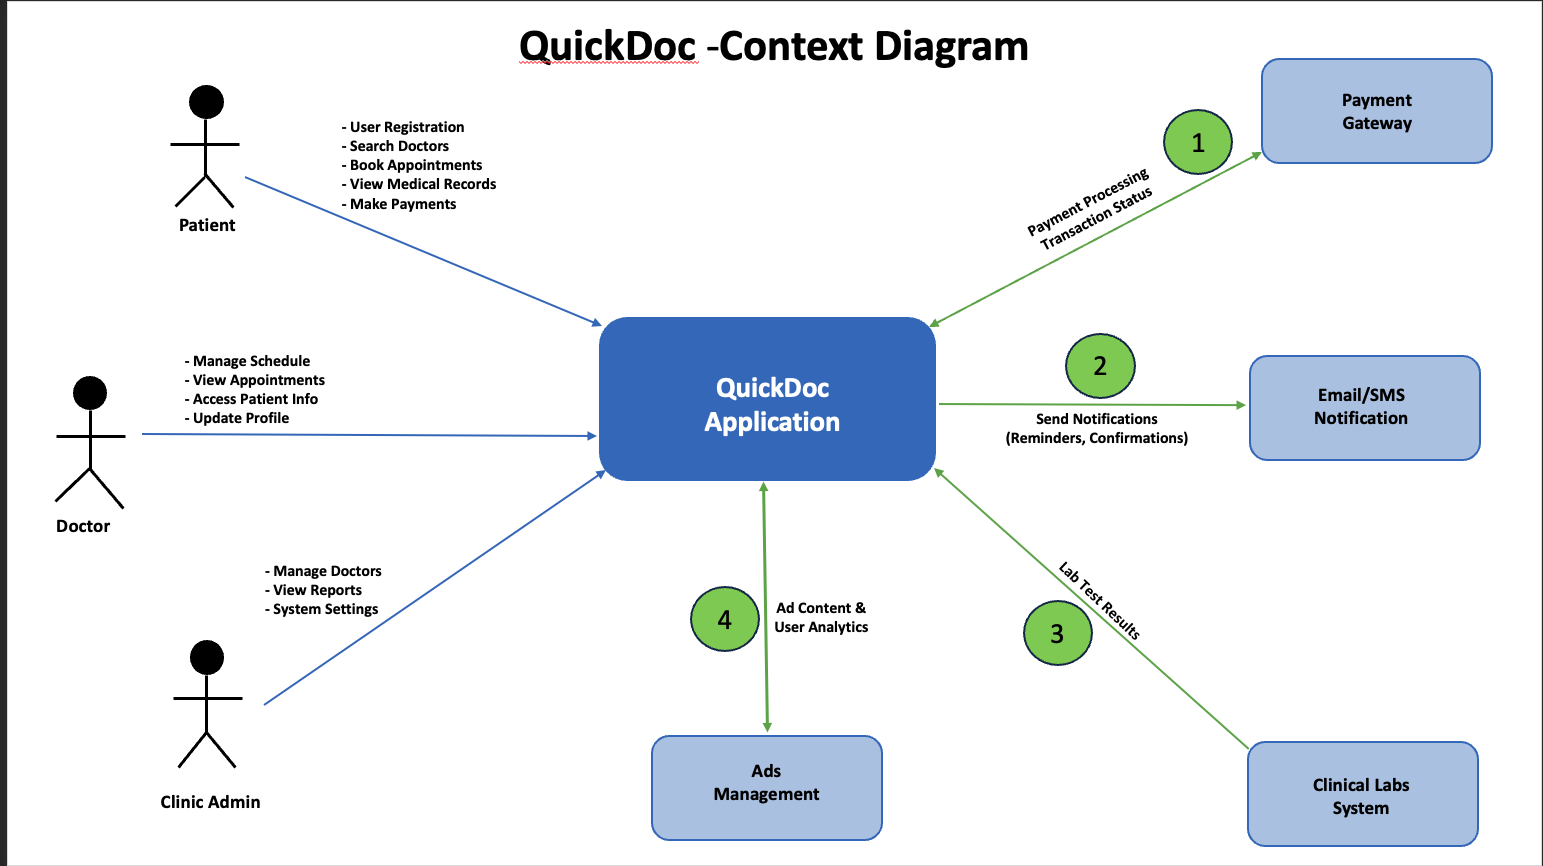 QuickDoc -Context Diagram
Patient
- User Registration
- Search Doctors
- Book Appointments
- View Medical Records
- Make Payments
1
Payment Processing
Transaction Status
Payment
Gateway
Doctor
- Manage Schedule
- View Appointments
- Access Patient Info
- Update Profile
QuickDoc
Application
2
Send Notifications
(Reminders, Confirmations)
Email/SMS
Notification
Clinic Admin
- Manage Doctors
- View Reports
- System Settings
4
Ad Content &
User Analytics
Ads
Management
3
Lab Test Results
Clinical Labs
System